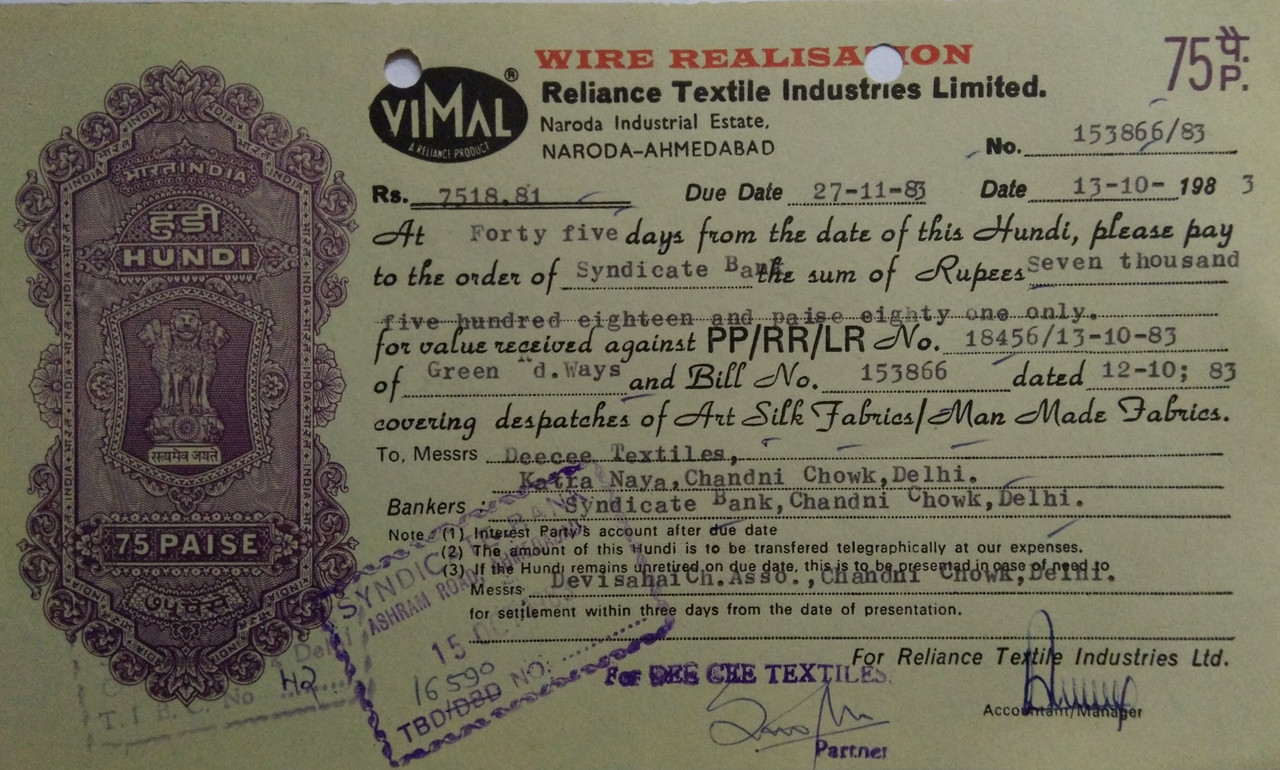 WIRE REALISATION
75 पै.
P.
VIMAL ®
A RELIANCE PRODUCT
Reliance Textile Industries Limited.
Naroda Industrial Estate,
NARODA-AHMEDABAD
No. 153866/83
Rs. 7518.81 Due Date 27-11-83 Date 13-10- 198 3
At Forty five days from the date of this Hundi, please pay
to the order of Syndicate Bank the sum of Rupees Seven thousand
five hundred eighteen and paise eighty one only.
for value received against PP/RR/LR No. 18456/13-10-83
of Green d.Ways and Bill No. 153866 dated 12-10; 83
covering despatches of Art Silk Fabrics/Man Made Fabrics.
To, Messrs Deecee Textiles,
Katra Naya,Chandni Chowk,Delhi.
Bankers : Syndicate Bank,Chandni Chowk,Delhi.
Note. (1) Interest Party's account after due date
(2) The amount of this Hundi is to be transfered telegraphically at our expenses.
(3) If the Hundi remains unretired on due date, this is to be presented in case of need to
Messrs Devisahai Ch.Asso.,Chandni Chowk,Delhi.
for settlement within three days from the date of presentation.
For Reliance Textile Industries Ltd.
Accountant/Manager
For DEE CEE TEXTILES
Partner
भारत INDIA
हुंडी
HUNDI
सत्यमेव जयते
75 PAISE
७५ पैसे
SYNDICATE BANK
ASHRAM ROAD, AHMEDABAD
15
16590
TBD/DBD NO.
T. I B. C. No 42